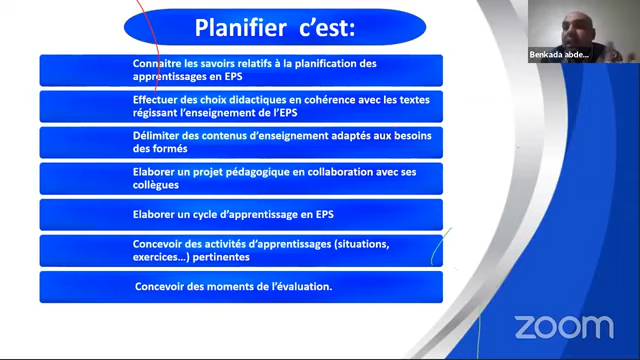 Planifier c'est:
Connaitre les savoirs relatifs à la planification des
apprentissages en EPS
Effectuer des choix didactiques en cohérence avec les textes
régissant l'enseignement de l'EPS
Délimiter des contenus d'enseignement adaptés aux besoins
des formés
Elaborer un projet pédagogique en collaboration avec ses
collègues
Elaborer un cycle d'apprentissage en EPS
Concevoir des activités d'apprentissages (situations,
exercices...) pertinentes
Concevoir des moments de l'évaluation.
Benkada abde...
zoom